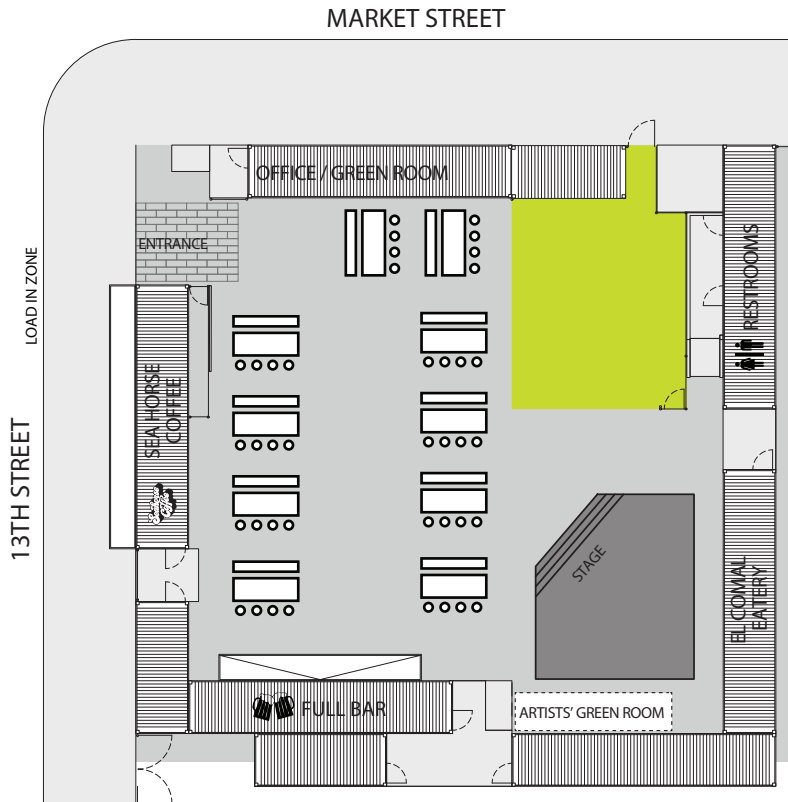 MARKET STREET
OFFICE / GREEN ROOM
ENTRANCE
LOAD IN ZONE
RESTROOMS
SEA HORSE
COFFEE
13TH STREET
STAGE
EL COMAL
EATERY
FULL BAR
ARTISTS' GREEN ROOM